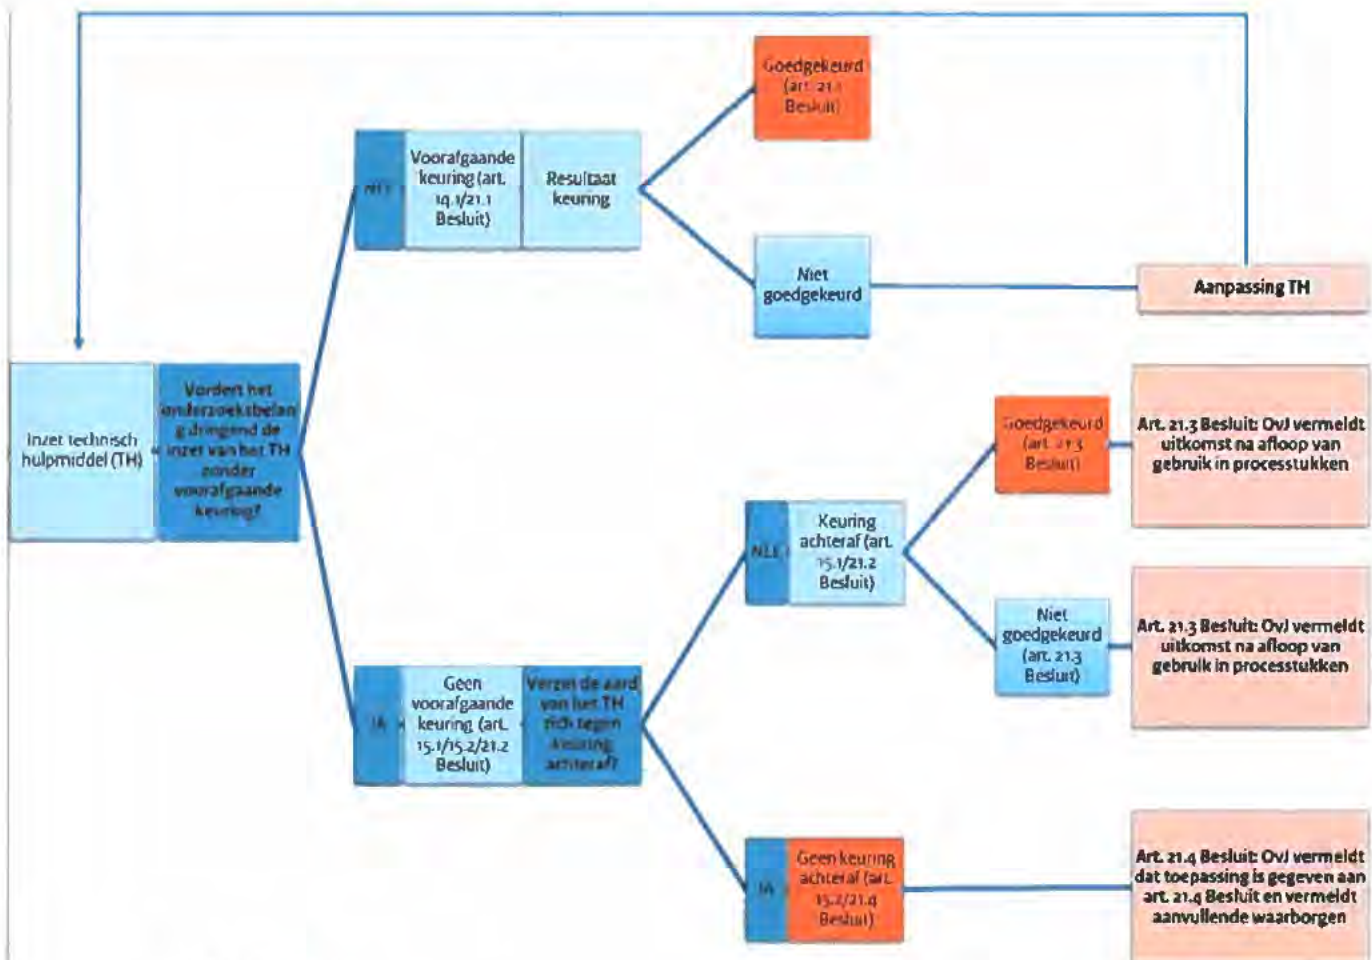 Inzet technisch
hulpmiddel (TH)
Vordert het
onderzoeksbelan
g dringend de
inzet van het TH
zonder
voorafgaande
keuring?
NEE
Voorafgaande
keuring (art.
14.1/21.1
Besluit)
Resultaat
keuring
Goedgekeurd
(art. 21.1
Besluit)
Niet
goedgekeurd
Aanpassing TH
JA
Geen
voorafgaande
keuring (art.
15.1/15.2/21.2
Besluit)
Verzet de aard
van het TH
zich tegen
keuring
achteraf?
NEE
Keuring
achteraf (art.
15.1/21.2
Besluit)
Goedgekeurd
(art. 21.3
Besluit)
Art. 21.3 Besluit: OvJ vermeldt
uitkomst na afloop van
gebruik in processtukken
Niet
goedgekeurd
(art. 21.3
Besluit)
Art. 21.3 Besluit: OvJ vermeldt
uitkomst na afloop van
gebruik in processtukken
JA
Geen keuring
achteraf (art.
15.2/21.4
Besluit)
Art. 21.4 Besluit: OvJ vermeldt
dat toepassing is gegeven aan
art. 21.4 Besluit en vermeldt
aanvullende waarborgen